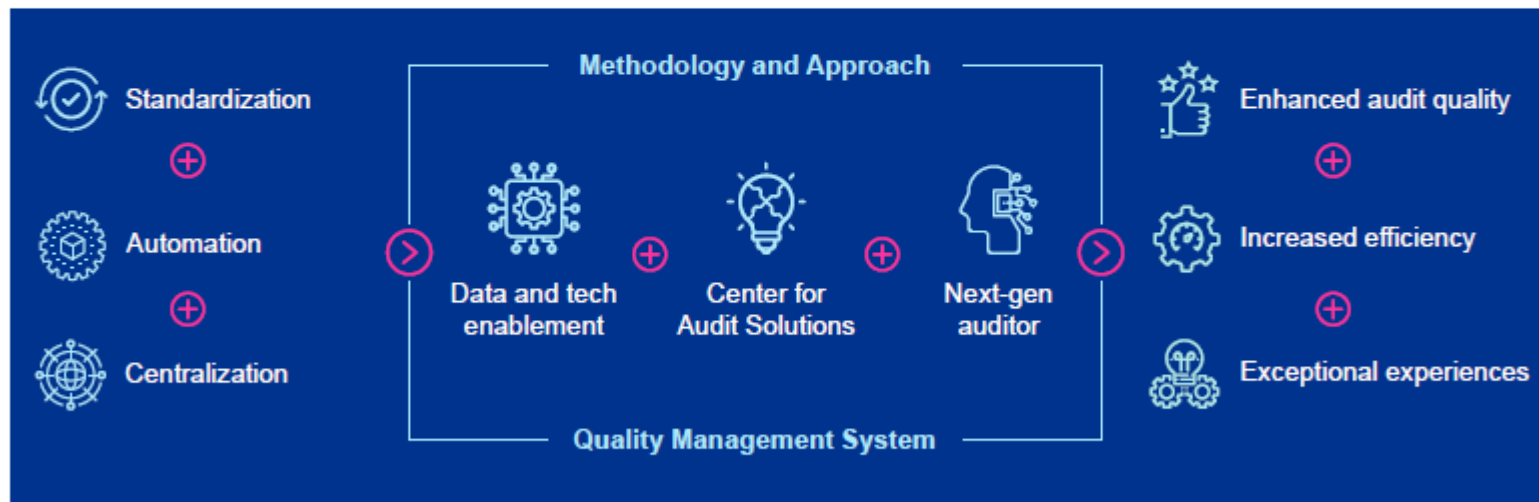 Standardization
Automation
Centralization
Methodology and Approach
Data and tech
enablement
Center for
Audit Solutions
Next-gen
auditor
Quality Management System
Enhanced audit quality
Increased efficiency
Exceptional experiences